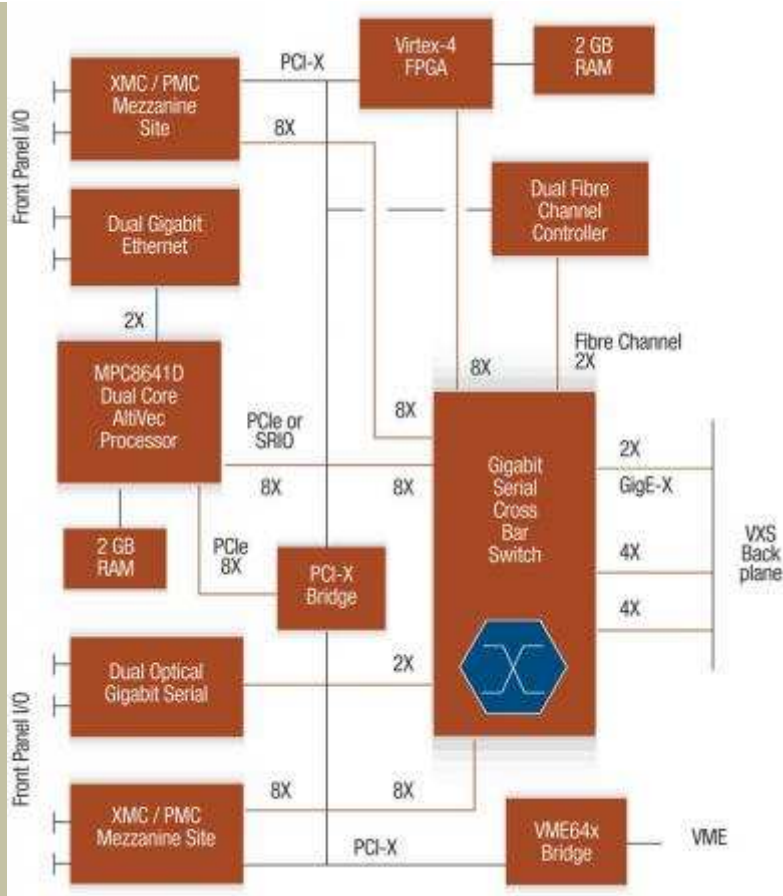 PCI-X
Virtex-4
FPGA
2 GB
RAM
XMC / PMC
Mezzanine
Site
8X
Front Panel I/O
Dual Gigabit
Ethernet
Dual Fibre
Channel
Controller
2X
Fibre Channel
2X
8X
MPC8641D
Dual Core
AltiVec
Processor
PCIe or
SRIO
8X
8X
8X
Gigabit
Serial
Cross
Bar
Switch
2X
GigE-X
4X
4X
VXS
Back
plane
2 GB
RAM
PCIe
8X
PCI-X
Bridge
Front Panel I/O
Dual Optical
Gigabit Serial
2X
8X
8X
XMC / PMC
Mezzanine Site
PCI-X
VME64x
Bridge
VME